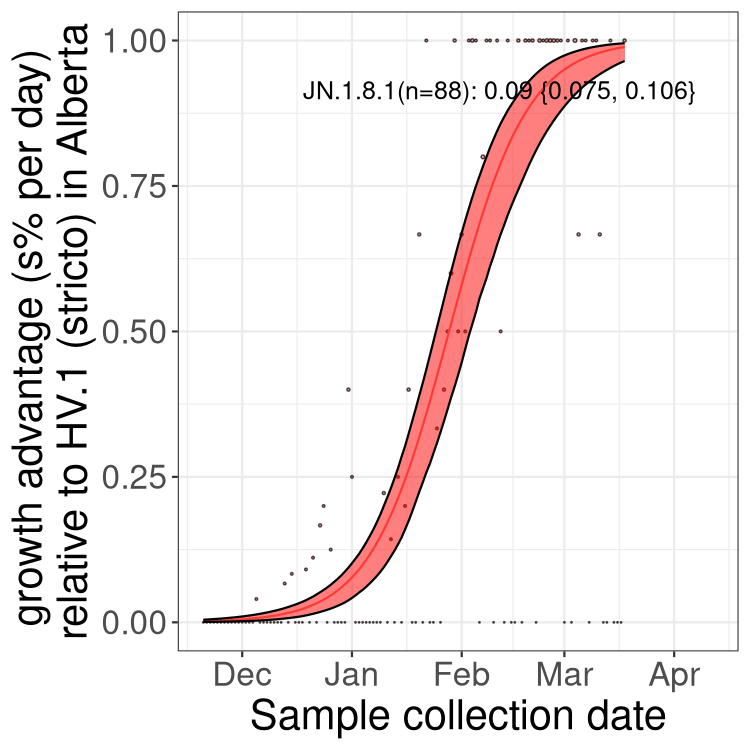 growth advantage (s% per day)
relative to HV.1 (stricto) in Alberta
1.00
0.75
0.50
0.25
0.00
JN.1.8.1(n=88): 0.09 {0.075, 0.106}
Dec Jan Feb Mar Apr
Sample collection date